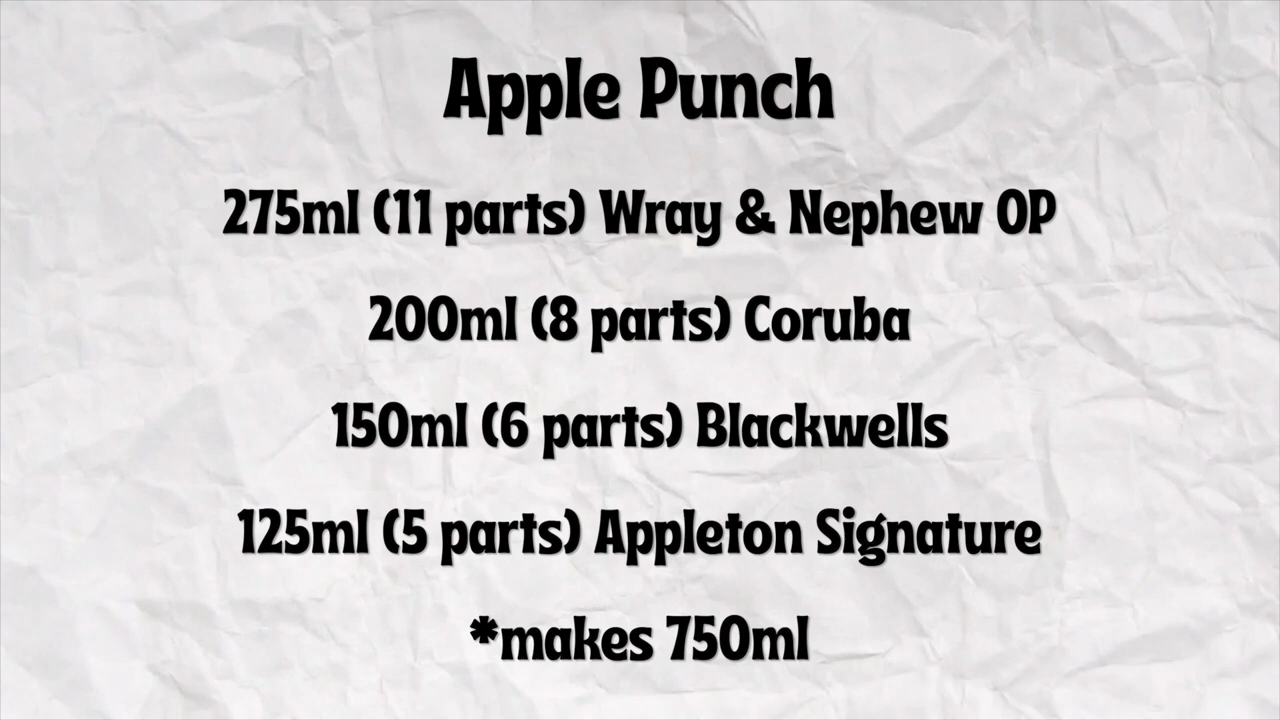 Apple Punch
275ml (11 parts) Wray & Nephew OP
200ml (8 parts) Coruba
150ml (6 parts) Blackwells
125ml (5 parts) Appleton Signature
*makes 750ml